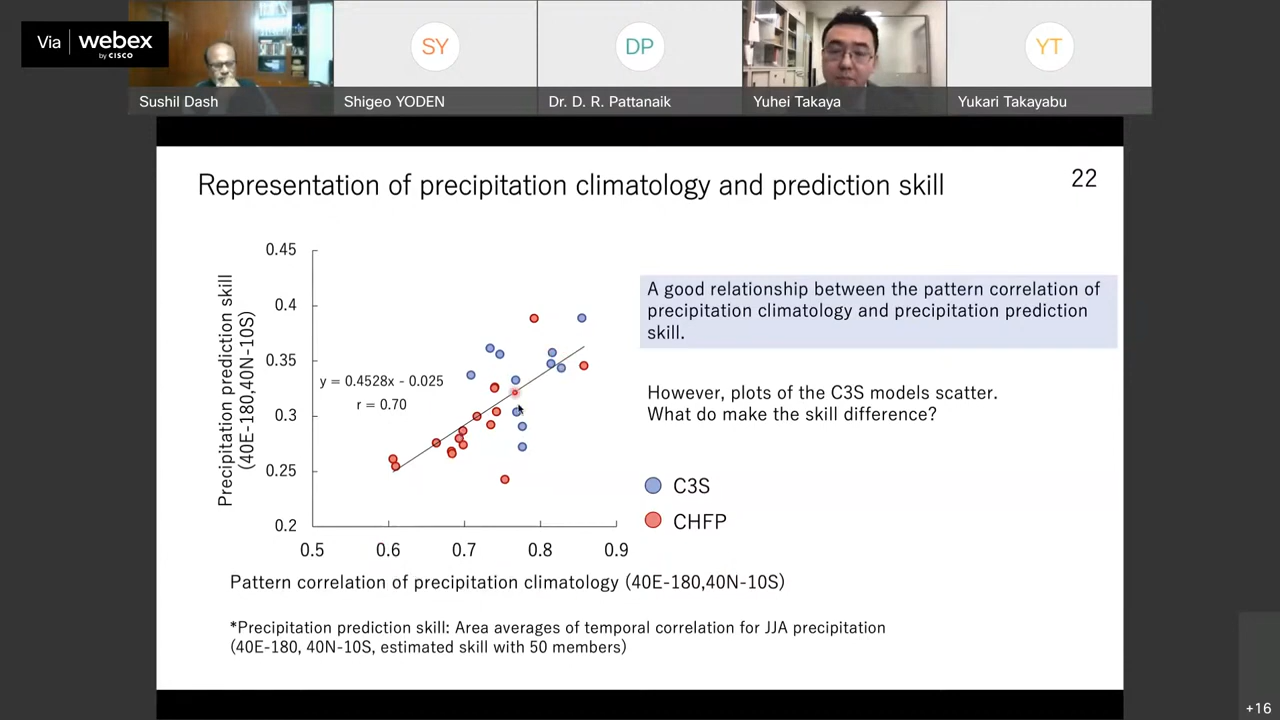 Via webex
by CISCO
SY
DP
YT
Sushil Dash
Shigeo YODEN
Dr. D. R. Pattanaik
Yuhei Takaya
Yukari Takayabu
Representation of precipitation climatology and prediction skill
22
Precipitation prediction skill
(40E-180,40N-10S)
0.45
0.4
0.35
0.3
0.25
0.2
y = 0.4528x - 0.025
r = 0.70
0.5 0.6 0.7 0.8 0.9
Pattern correlation of precipitation climatology (40E-180,40N-10S)
A good relationship between the pattern correlation of
precipitation climatology and precipitation prediction
skill.
However, plots of the C3S models scatter.
What do make the skill difference?
C3S
CHFP
*Precipitation prediction skill: Area averages of temporal correlation for JJA precipitation
(40E-180, 40N-10S, estimated skill with 50 members)
+16